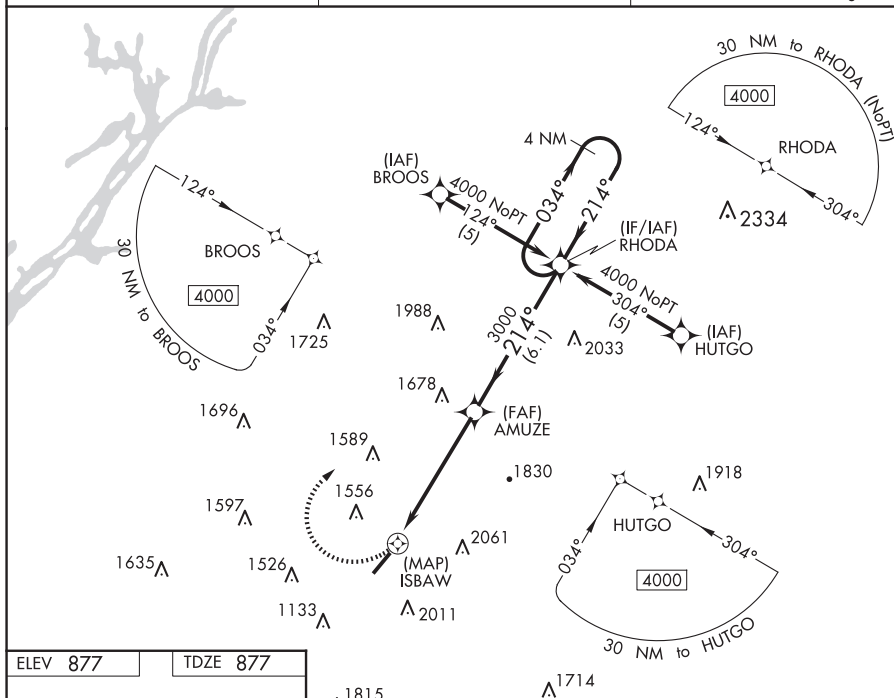 30 NM to RHODA (NoPT)
4000
124°
RHODA
304°
2334
4 NM
034°
214°
(IAF)
BROOS
4000 NoPT
124°
(5)
(IF/IAF)
RHODA
4000 NoPT
304°
(5)
(IAF)
HUTGO
124°
BROOS
4000
034°
30 NM to BROOS
1725
1988
3000
214°
(6.1)
2033
1678
(FAF)
AMUZE
1696
1589
1830
1918
1556
1597
HUTGO
034°
304°
4000
30 NM to HUTGO
2061
(MAP)
ISBAW
1635
1526
1133
2011
ELEV 877
TDZE 877
1815
1714